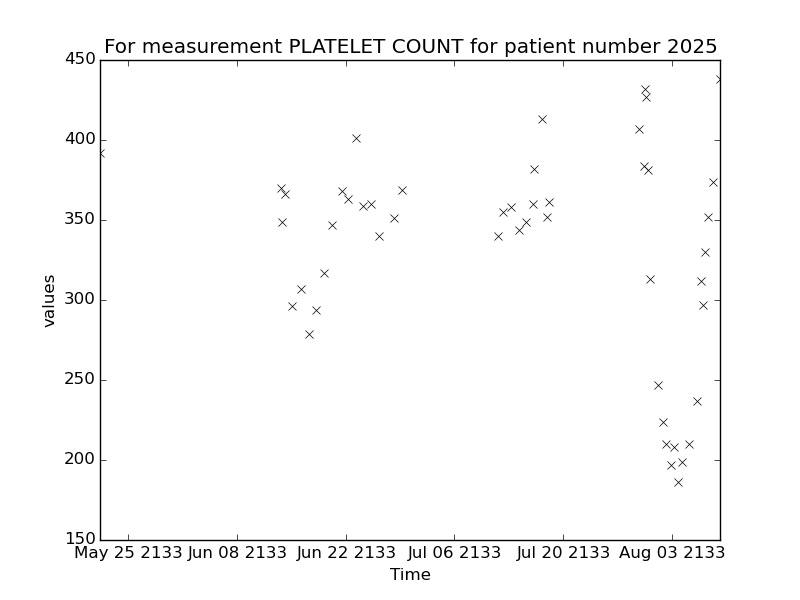 For measurement PLATELET COUNT for patient number 2025
450
400
350
300
250
200
150
values
May 25 2133 Jun 08 2133 Jun 22 2133 Jul 06 2133 Jul 20 2133 Aug 03 2133
Time